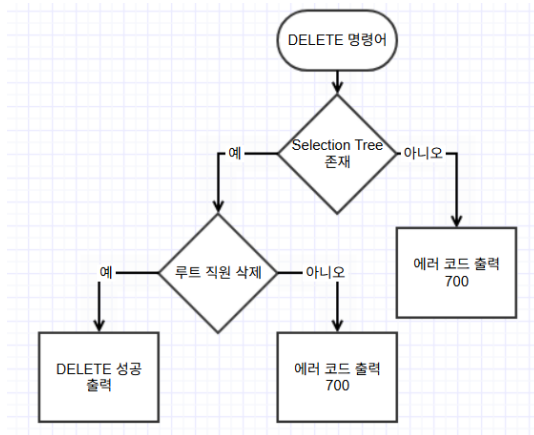 DELETE 명령어
Selection Tree
존재
예
아니오
에러 코드 출력
700
루트 직원 삭제
예
아니오
DELETE 성공
출력
에러 코드 출력
700